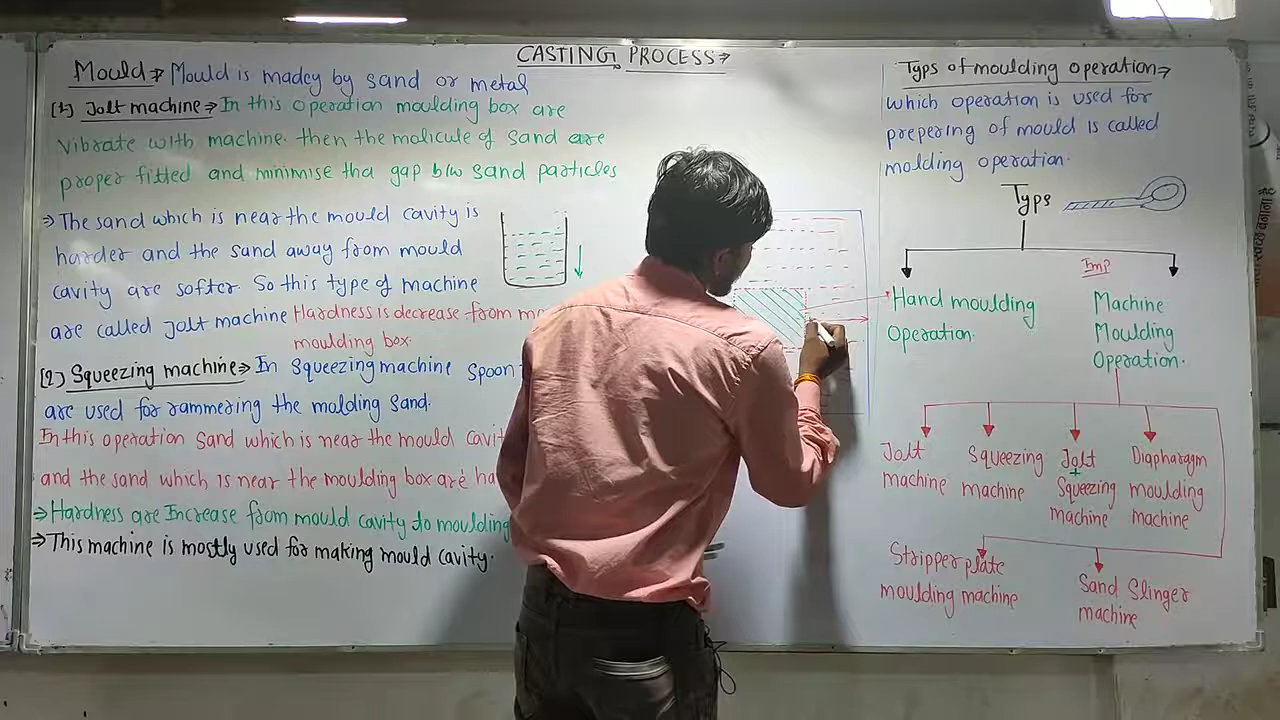 CASTING PROCESS→
Mould→ Mould is madey by sand or metal
[1] Jolt machine→ In this operation moulding box are
vibrate with machine. then the molicule of sand are
proper fitted and minimise tha gap b/w sand particles
→ The sand which is near the mould cavity is
harder and the sand away from mould
cavity are softer. So this type of machine
are called jolt machine Hardness is decrease from
moulding box.
[2] Squeezing machine→ In squeezing machine spoon
are used for rammering the molding sand.
In this operation sand which is near the mould
and the sand which is near the moulding box are
→ Hardness are Increase from mould cavity to moulding
→ This machine is mostly used for making mould cavity.
Typs of moulding operation→
which operation is used for
prepering of mould is called
molding operation.
Typs
Imp
Hand moulding
Operation.
Machine
Moulding
Operation.
Jolt
machine
Squeezing
machine
Jolt
+
Squeezing
machine
Diapharagm
moulding
machine
Stripper plate
moulding machine
Sand Slinger
machine